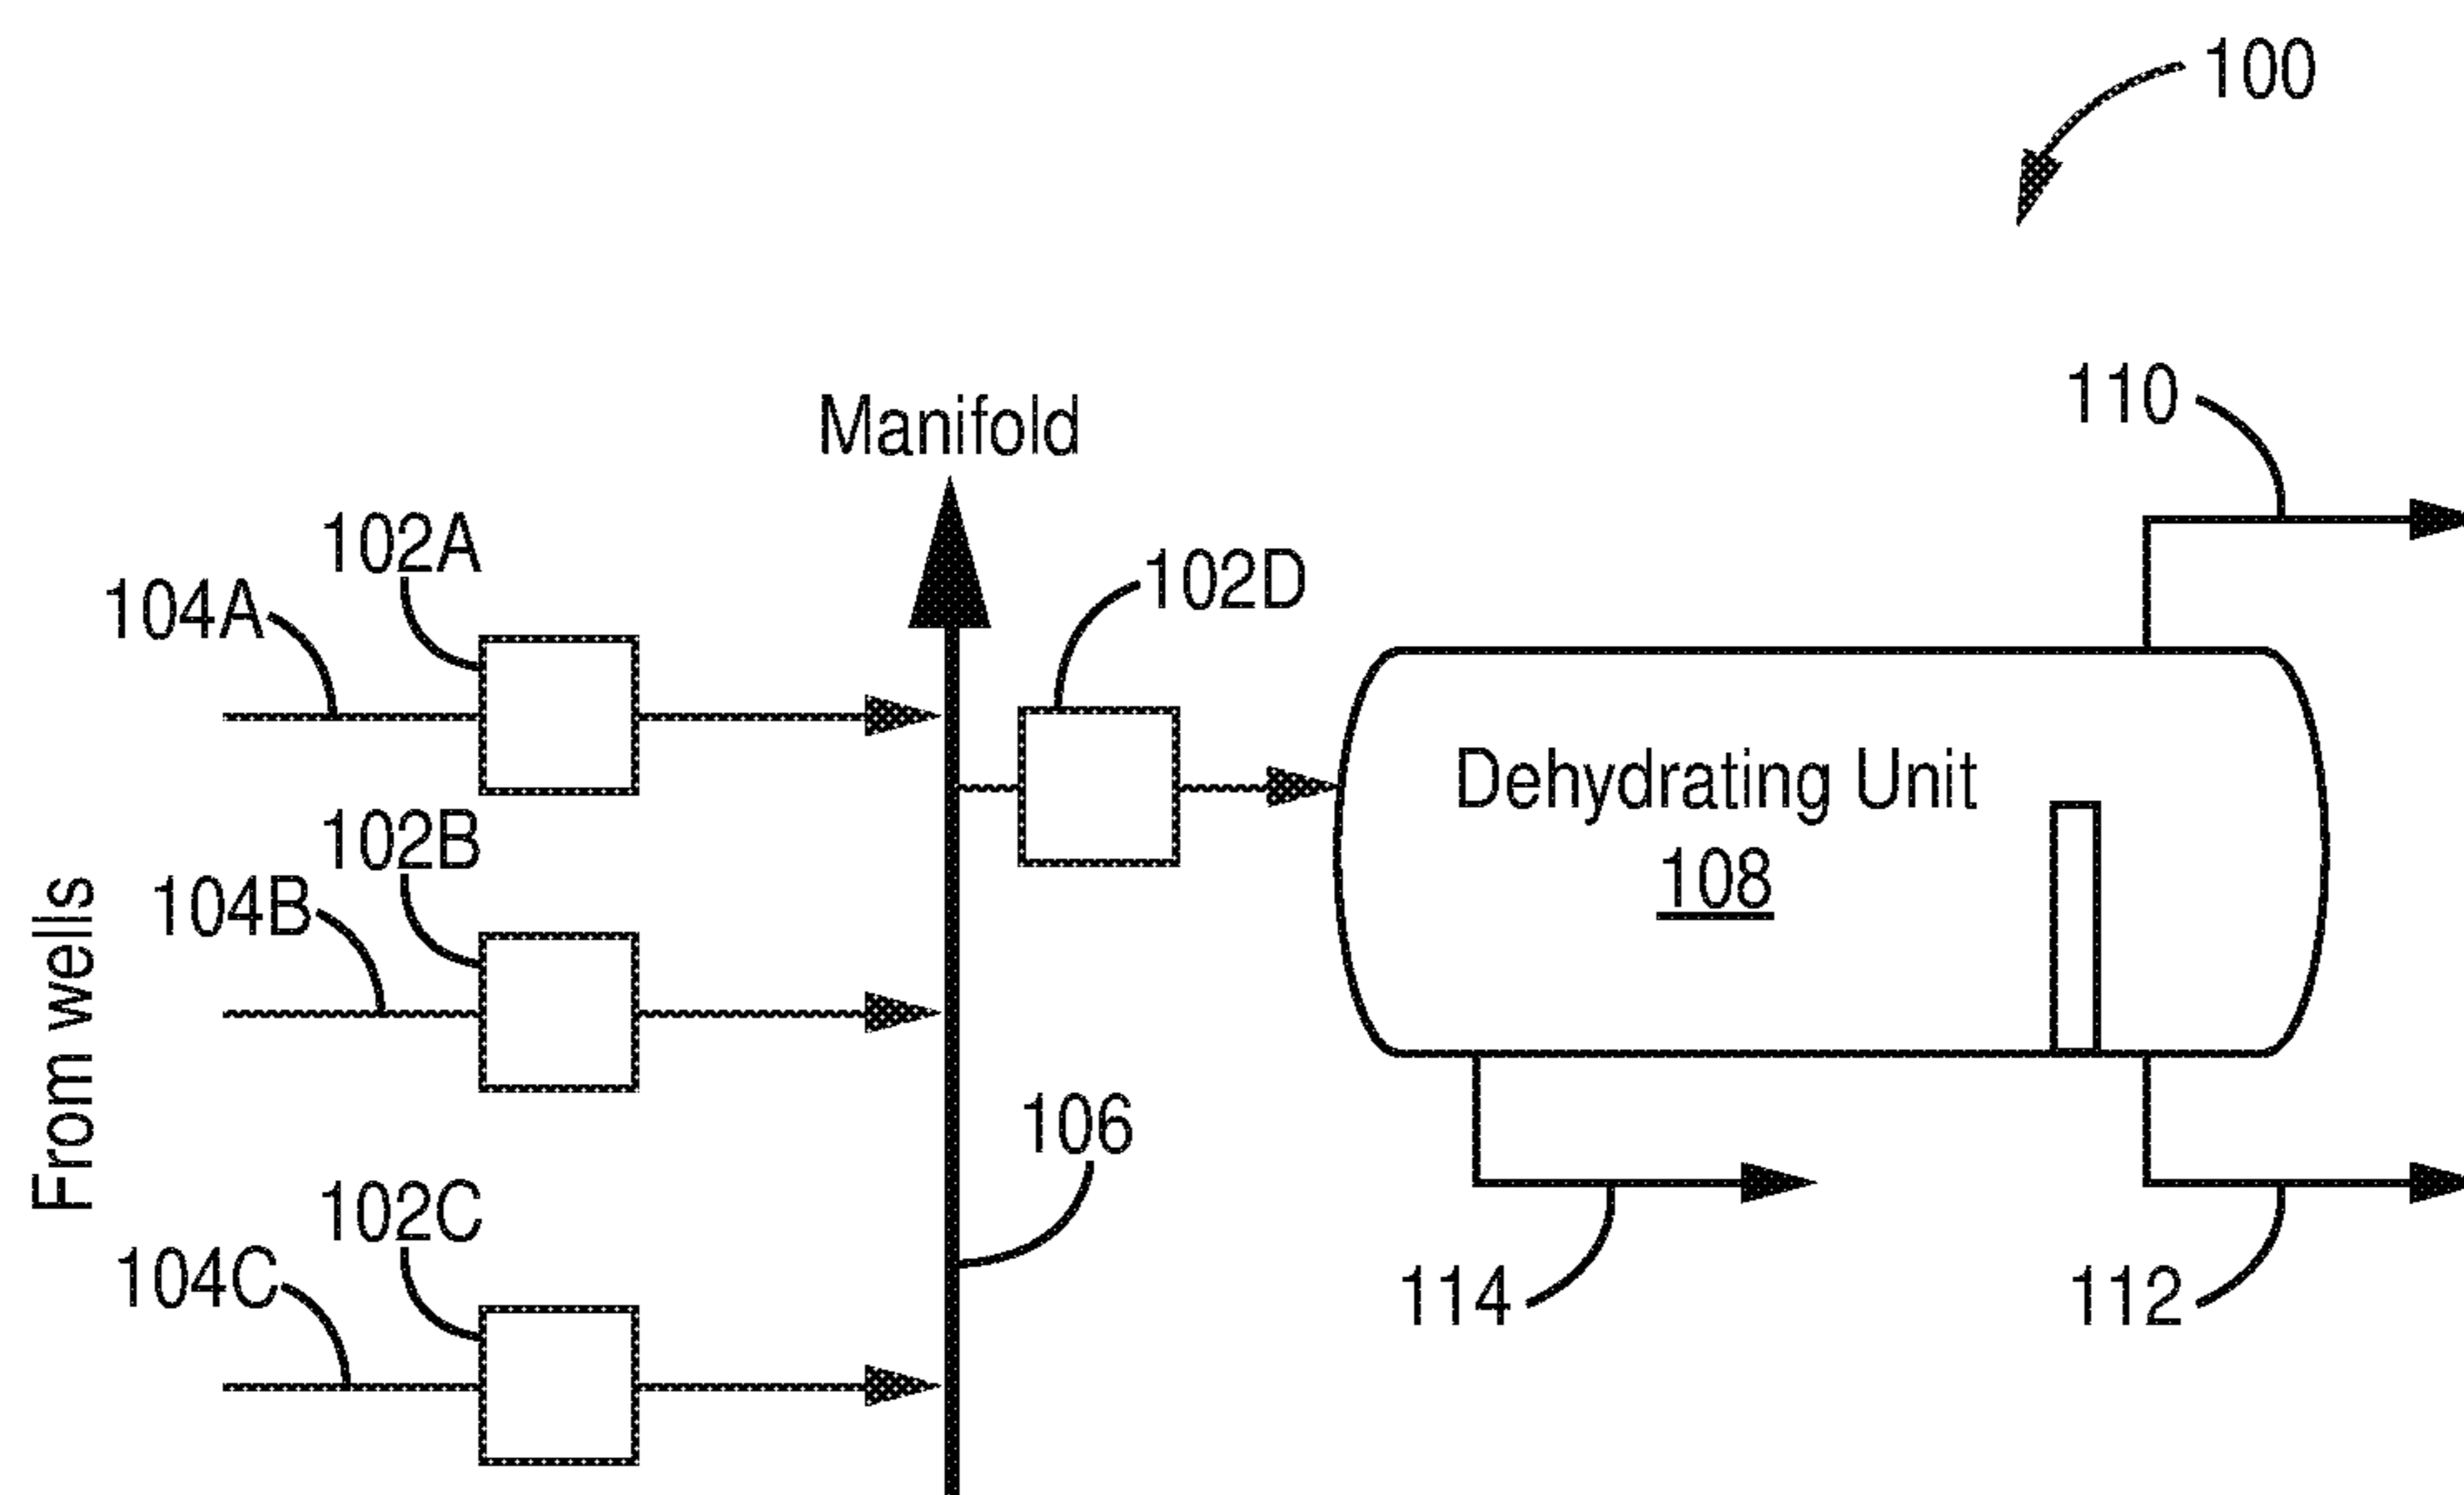 100
110
Manifold
102A
102D
104A
Dehydrating Unit
108
102B
104B
From wells
106
102C
104C
114
112